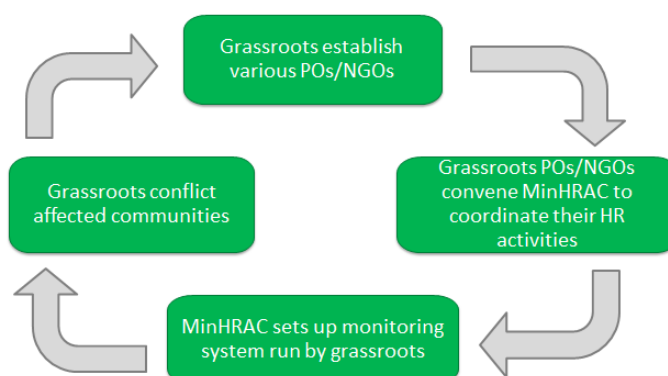 Grassroots establish
various POs/NGOs
Grassroots POs/NGOs
convene MinHRAC to
coordinate their HR
activities
MinHRAC sets up monitoring
system run by grassroots
Grassroots conflict
affected communities